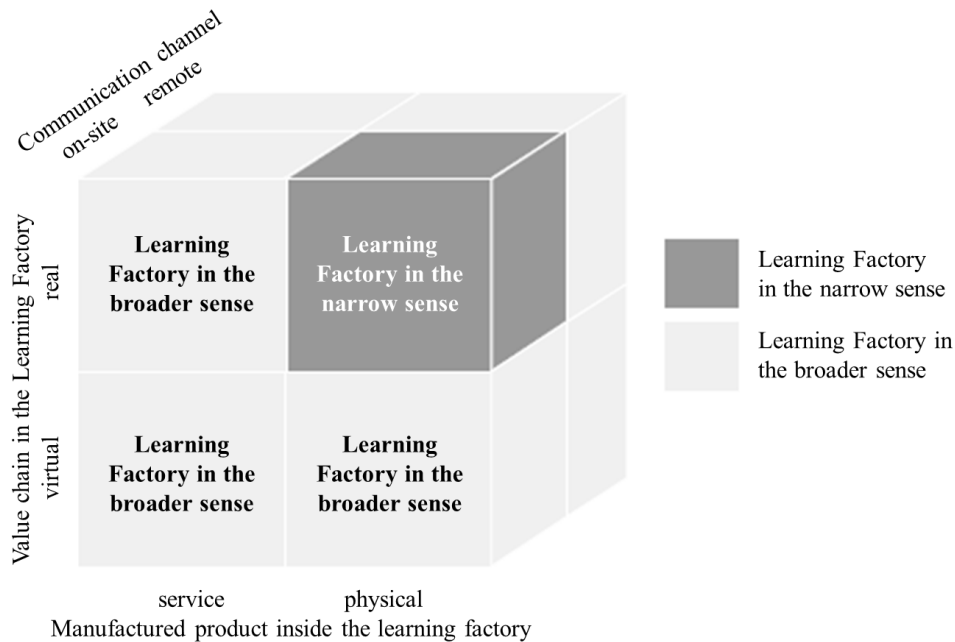 Communication channel
on-site remote
Value chain in the Learning Factory
real
virtual
Learning
Factory in the
broader sense
Learning
Factory in the
narrow sense
Learning
Factory in the
broader sense
Learning
Factory in the
broader sense
service
physical
Manufactured product inside the learning factory
Learning Factory
in the narrow sense
Learning Factory in
the broader sense